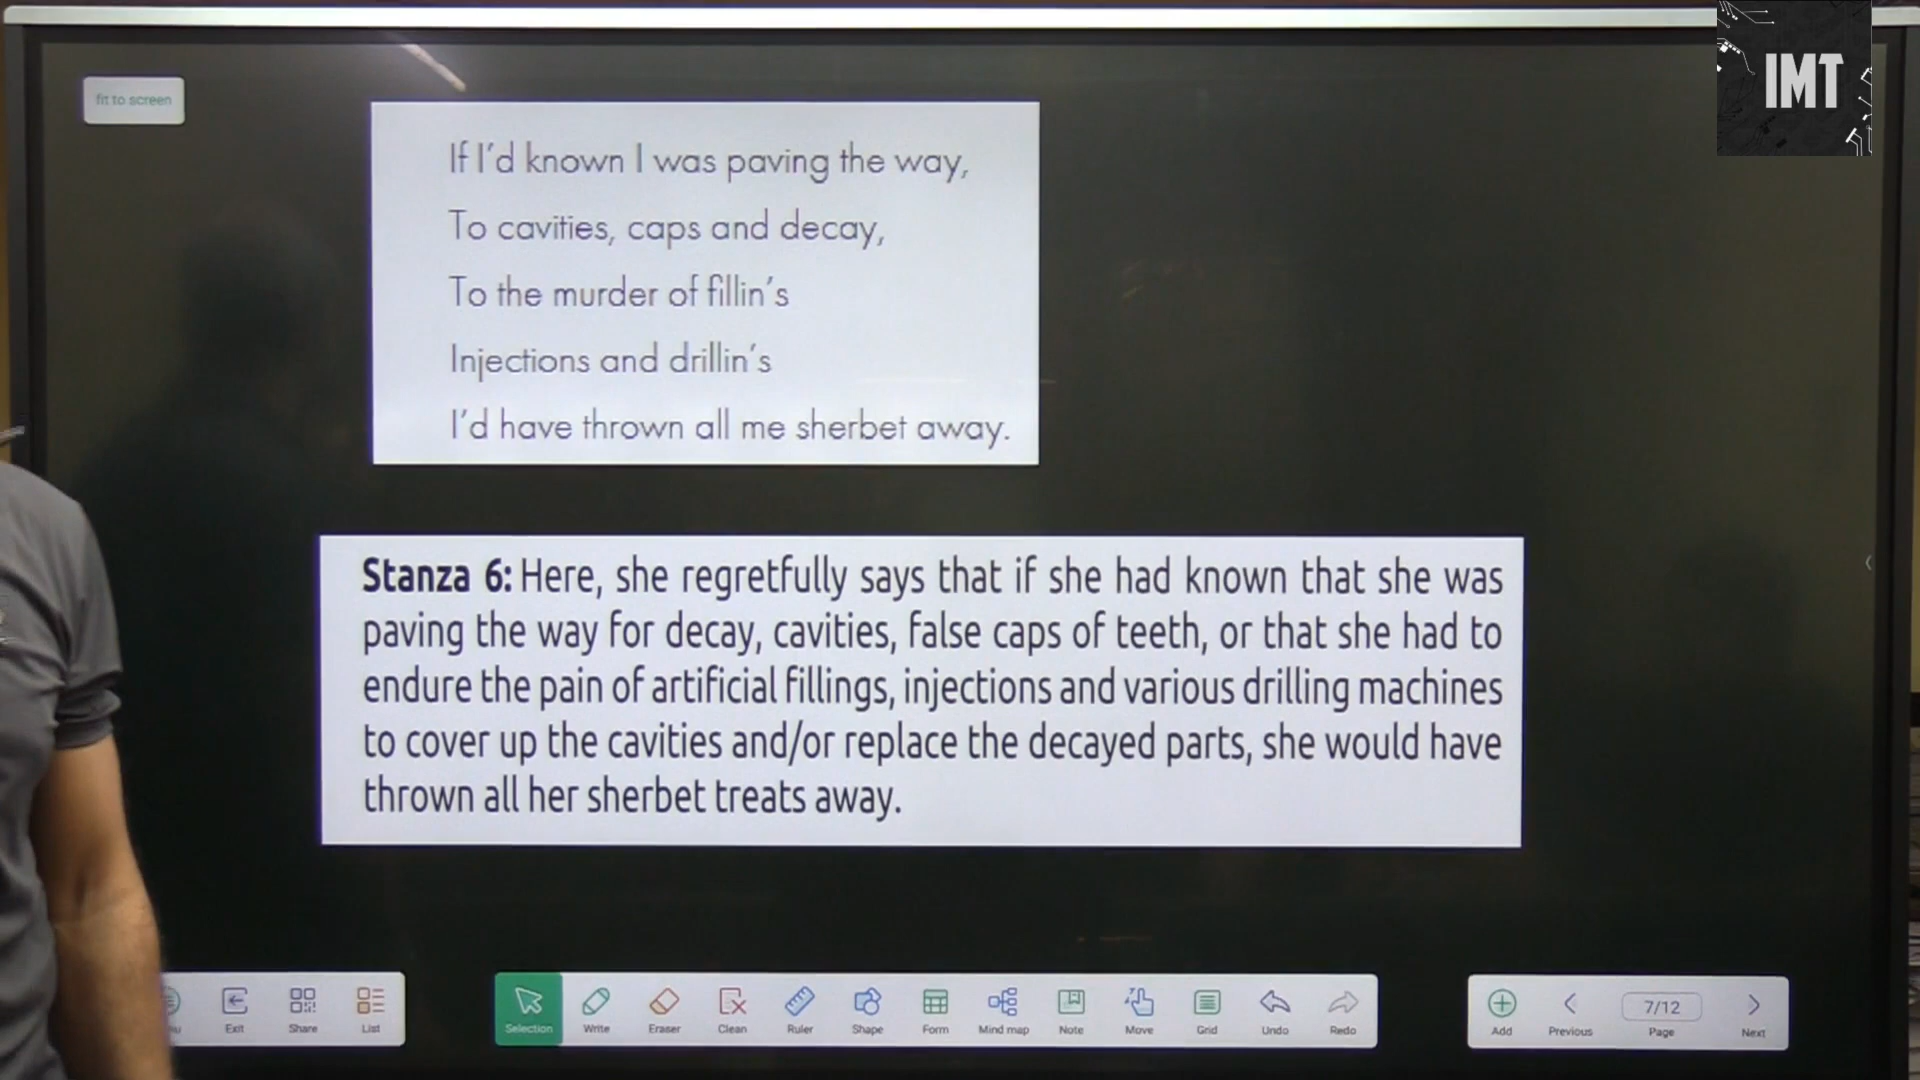 IMT
fit to screen
If I'd known I was paving the way,
To cavities, caps and decay,
To the murder of fillin's
Injections and drillin's
I'd have thrown all me sherbet away.
Stanza 6: Here, she regretfully says that if she had known that she was
paving the way for decay, cavities, false caps of teeth, or that she had to
endure the pain of artificial fillings, injections and various drilling machines
to cover up the cavities and/or replace the decayed parts, she would have
thrown all her sherbet treats away.
Exit Share List Selection Write Eraser Clean Ruler Shape Form Mind map Note Move Grid Undo Redo Add Previous 7/12 Page Next